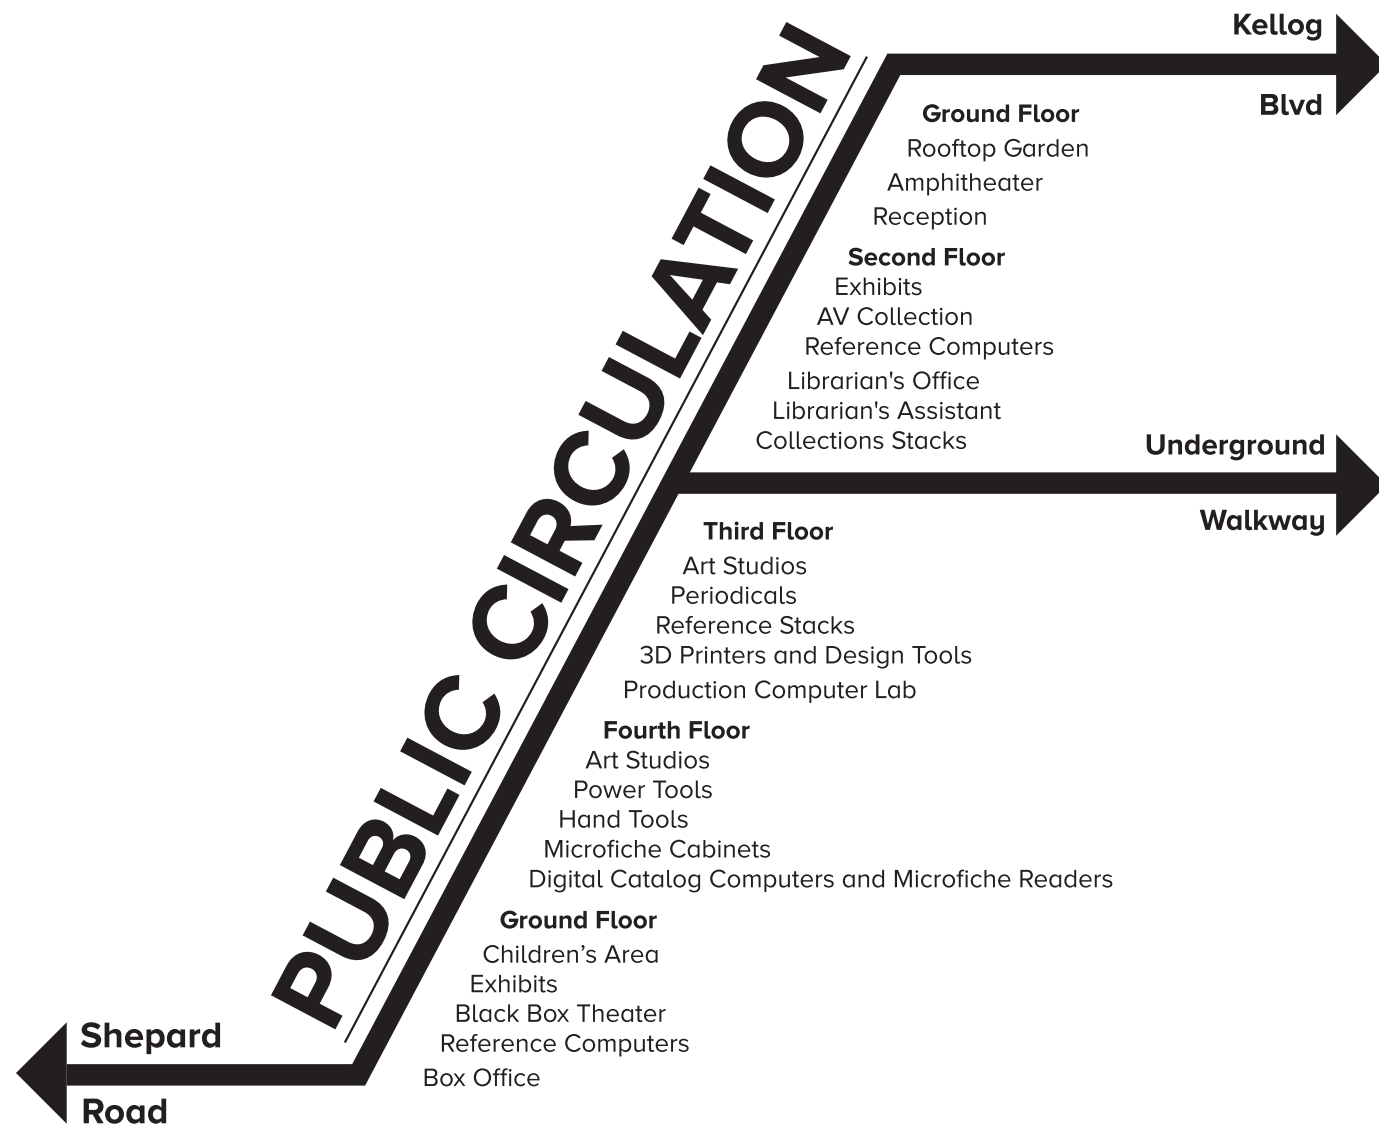 PUBLIC CIRCULATION
Kellog
Blvd
Ground Floor
Rooftop Garden
Amphitheater
Reception
Second Floor
Exhibits
AV Collection
Reference Computers
Librarian's Office
Librarian's Assistant
Collections Stacks
Underground
Walkway
Third Floor
Art Studios
Periodicals
Reference Stacks
3D Printers and Design Tools
Production Computer Lab
Fourth Floor
Art Studios
Power Tools
Hand Tools
Microfiche Cabinets
Digital Catalog Computers and Microfiche Readers
Ground Floor
Children’s Area
Exhibits
Black Box Theater
Reference Computers
Box Office
Shepard
Road